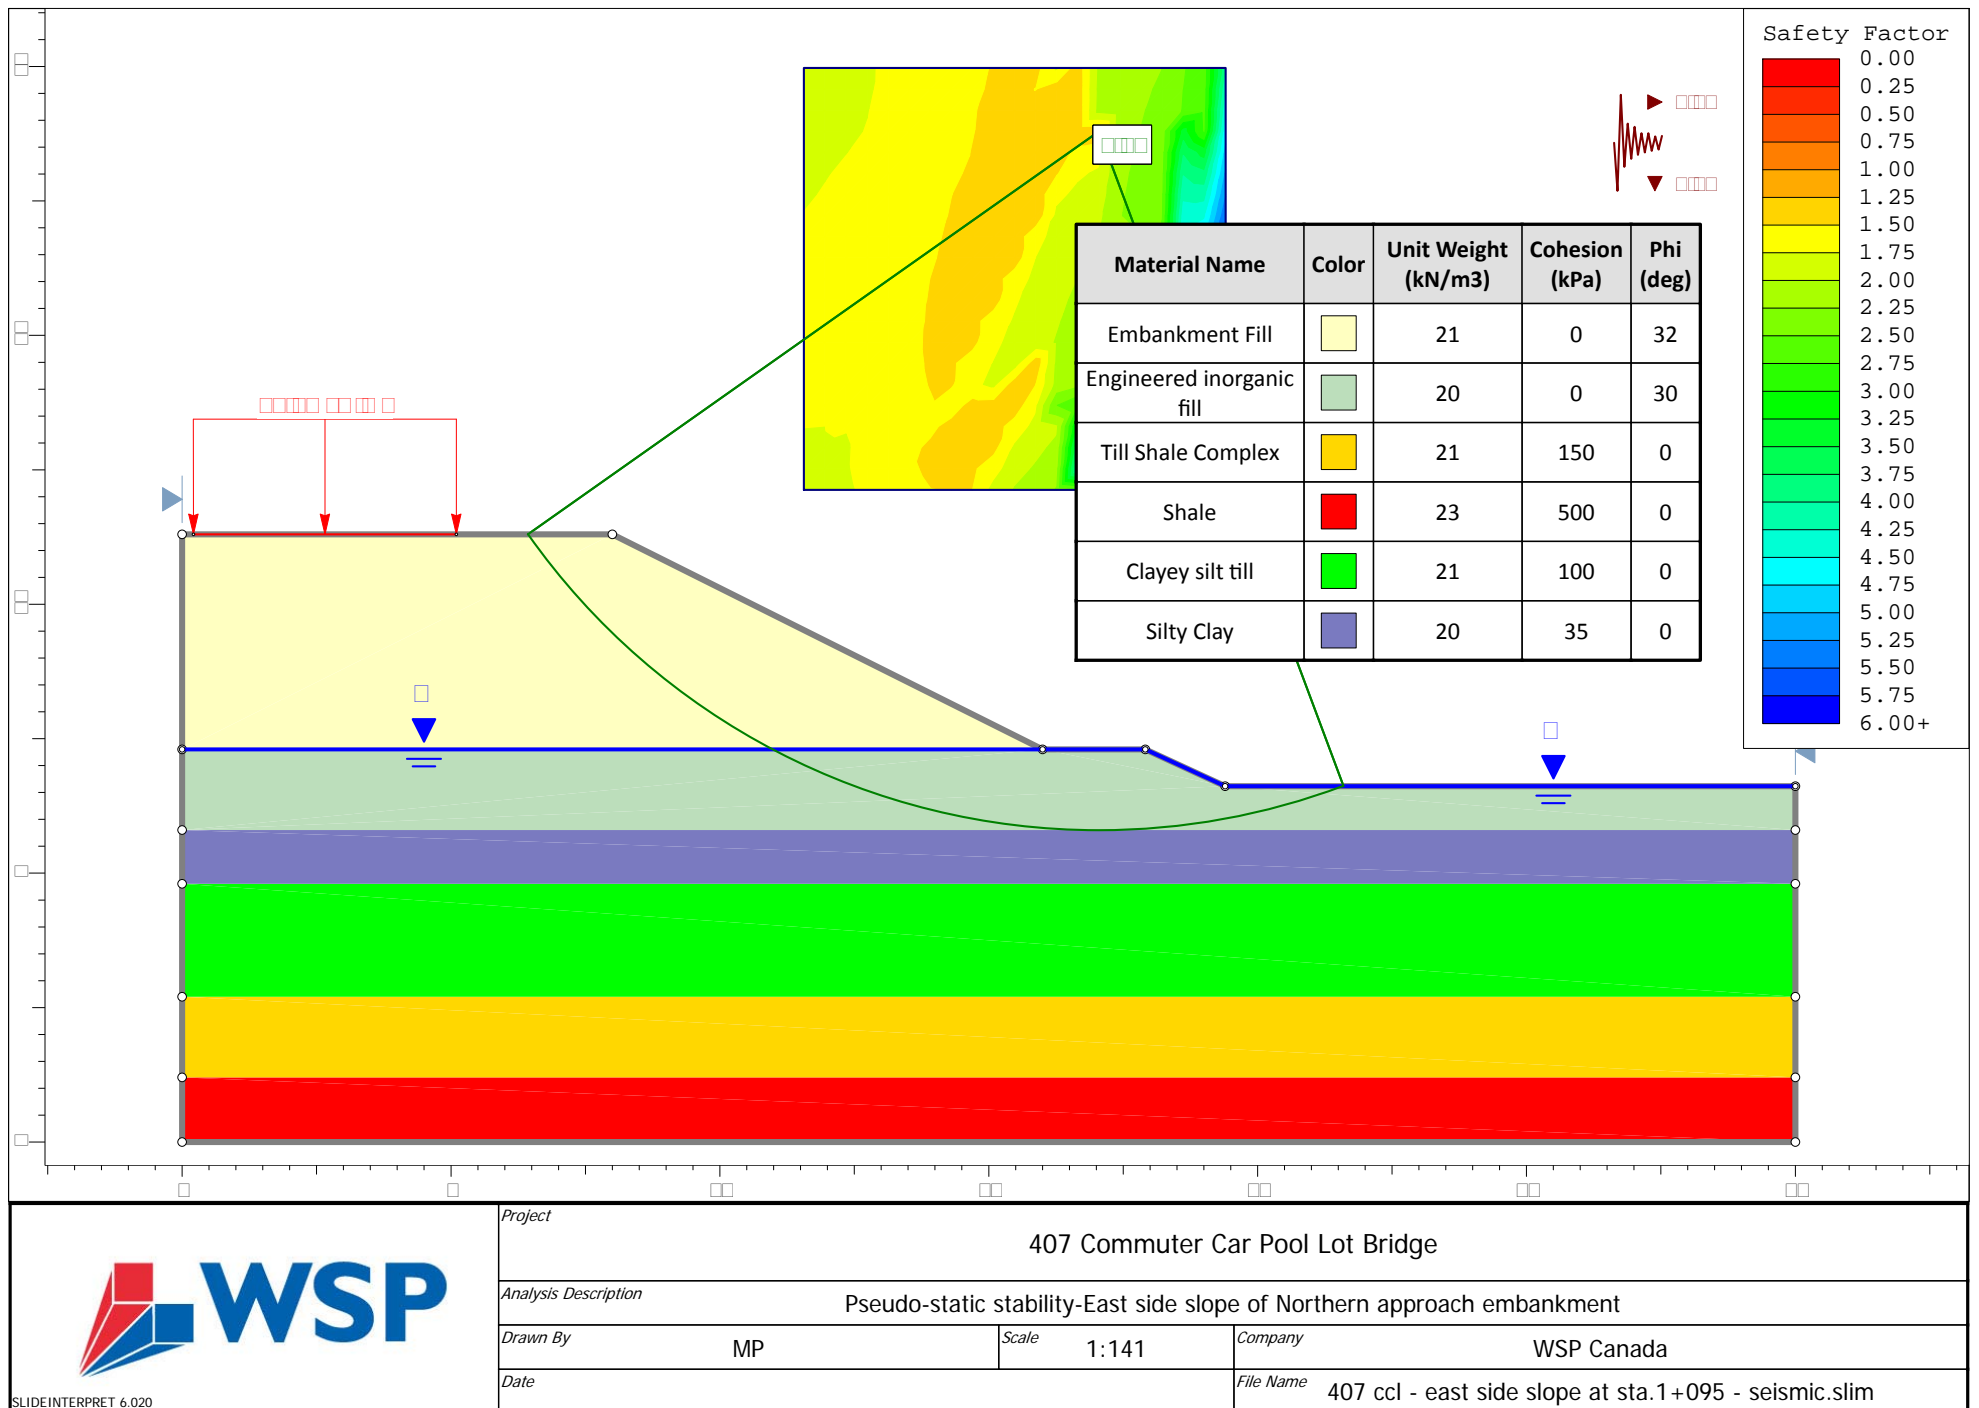 Safety Factor
0.00
0.25
0.50
0.75
1.00
1.25
1.50
1.75
2.00
2.25
2.50
2.75
3.00
3.25
3.50
3.75
4.00
4.25
4.50
4.75
5.00
5.25
5.50
5.75
6.00+
Material Name Color Unit Weight (kN/m3) Cohesion (kPa) Phi (deg)
Embankment Fill 21 0 32
Engineered inorganic fill 20 0 30
Till Shale Complex 21 150 0
Shale 23 500 0
Clayey silt till 21 100 0
Silty Clay 20 35 0
WSP
SLIDEINTERPRET 6.020
Project
407 Commuter Car Pool Lot Bridge
Analysis Description
Pseudo-static stability-East side slope of Northern approach embankment
Drawn By MP
Scale 1:141
Company WSP Canada
Date
File Name 407 ccl - east side slope at sta.1+095 - seismic.slim